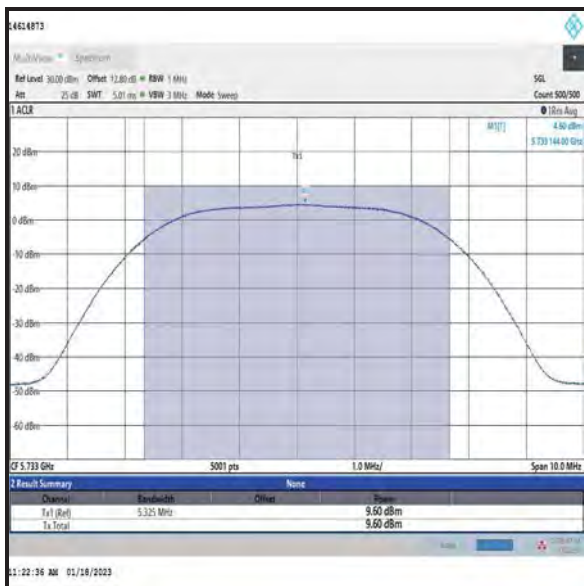 14614873
MultiView Spectrum
Ref Level 30.00 dBm Offset 12.80 dB RBW 1 MHz SGL
Att 25 dB SWT 5.01 ms VBW 3 MHz Mode Sweep Count 500/500
1 ACLR 1Rm Avg
M1[1] 4.60 dBm
5.733 144 00 GHz
20 dBm
Tx1
10 dBm
0 dBm
-10 dBm
-20 dBm
-30 dBm
-40 dBm
-50 dBm
-60 dBm
CF 5.733 GHz 5001 pts 1.0 MHz/ Span 10.0 MHz
2 Result Summary None
Channel Bandwidth Offset Power
Tx1 (Ref) 5.325 MHz 9.60 dBm
Tx Total 9.60 dBm
11:22:36 AM 01/18/2023